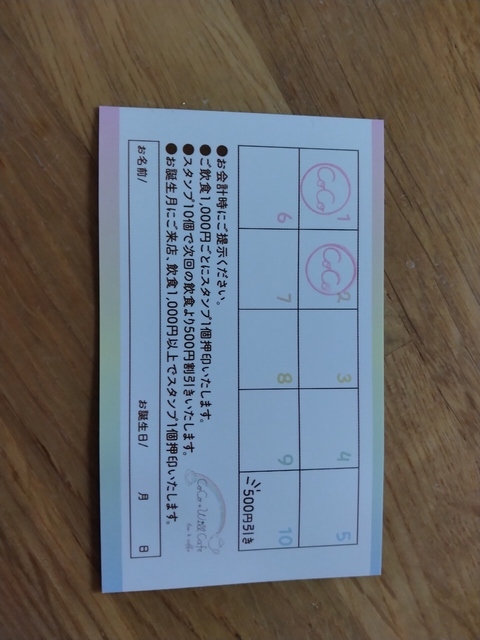 CoCo 1
CoCo 2
3
4
5
6
7
8
9
10
500円引き
●お会計時にご提示ください。
●ご飲食1,000円ごとにスタンプ1個押印いたします。
●スタンプ10個で次回の飲食より500円割引きいたします。
●お誕生月にご来店、飲食1,000円以上でスタンプ1個押印いたします。
CoCo Will Cafe
お名前/ お誕生日/ 月 日